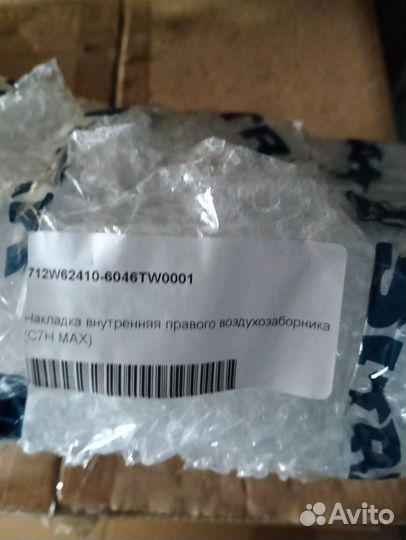 712W62410-6046TW0001
Накладка внутренняя правого воздухозаборника
(C7H MAX)
Avito